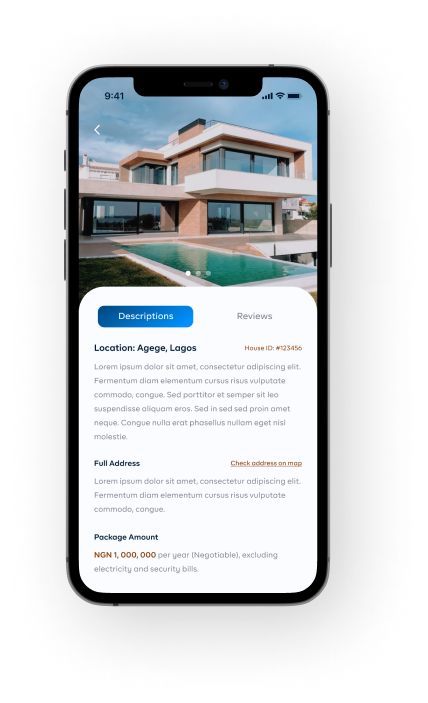 9:41
Descriptions
Reviews
Location: Agege, Lagos
House ID: #123456
Lorem ipsum dolor sit amet, consectetur adipiscing elit.
Fermentum diam elementum cursus risus vulputate
commodo, congue. Sed porttitor et semper sit leo
suspendisse aliquam eros. Sed in sed sed proin amet
neque. Congue nulla erat phasellus nullam eget nisl
molestie.
Full Address
Check address on map
Lorem ipsum dolor sit amet, consectetur adipiscing elit.
Fermentum diam elementum cursus risus vulputate
commodo, congue.
Package Amount
NGN 1, 000, 000 per year (Negotiable), excluding
electricity and security bills.